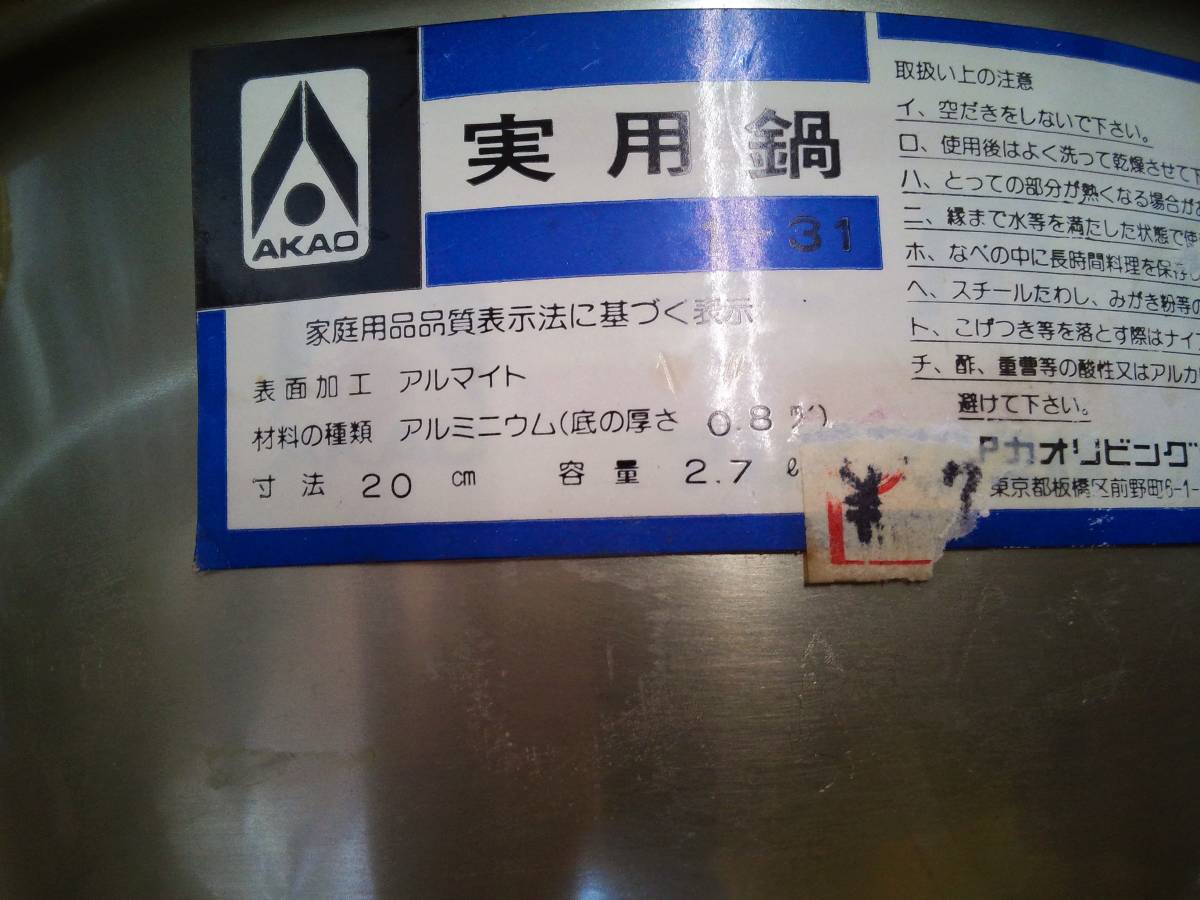 AKAO
実用鍋
1-31
家庭用品品質表示法に基づく表示
表面加工 アルマイト
材料の種類 アルミニウム(底の厚さ 0.8
寸法 20 cm 容量 2.7 ℓ
取扱い上の注意
イ、空だきをしないで下さい。
ロ、使用後はよく洗って乾燥させて下
ハ、とっての部分が熱くなる場合が
ニ、縁まで水等を満たした状態で使
ホ、なべの中に長時間料理を保存し
ヘ、スチールたわし、みがき粉等の
ト、こげつき等を落とす際はナイフ
チ、酢、重曹等の酸性又はアルカ
避けて下さい。
アカオリビング
東京都板橋区前野町6-1-
¥ 7